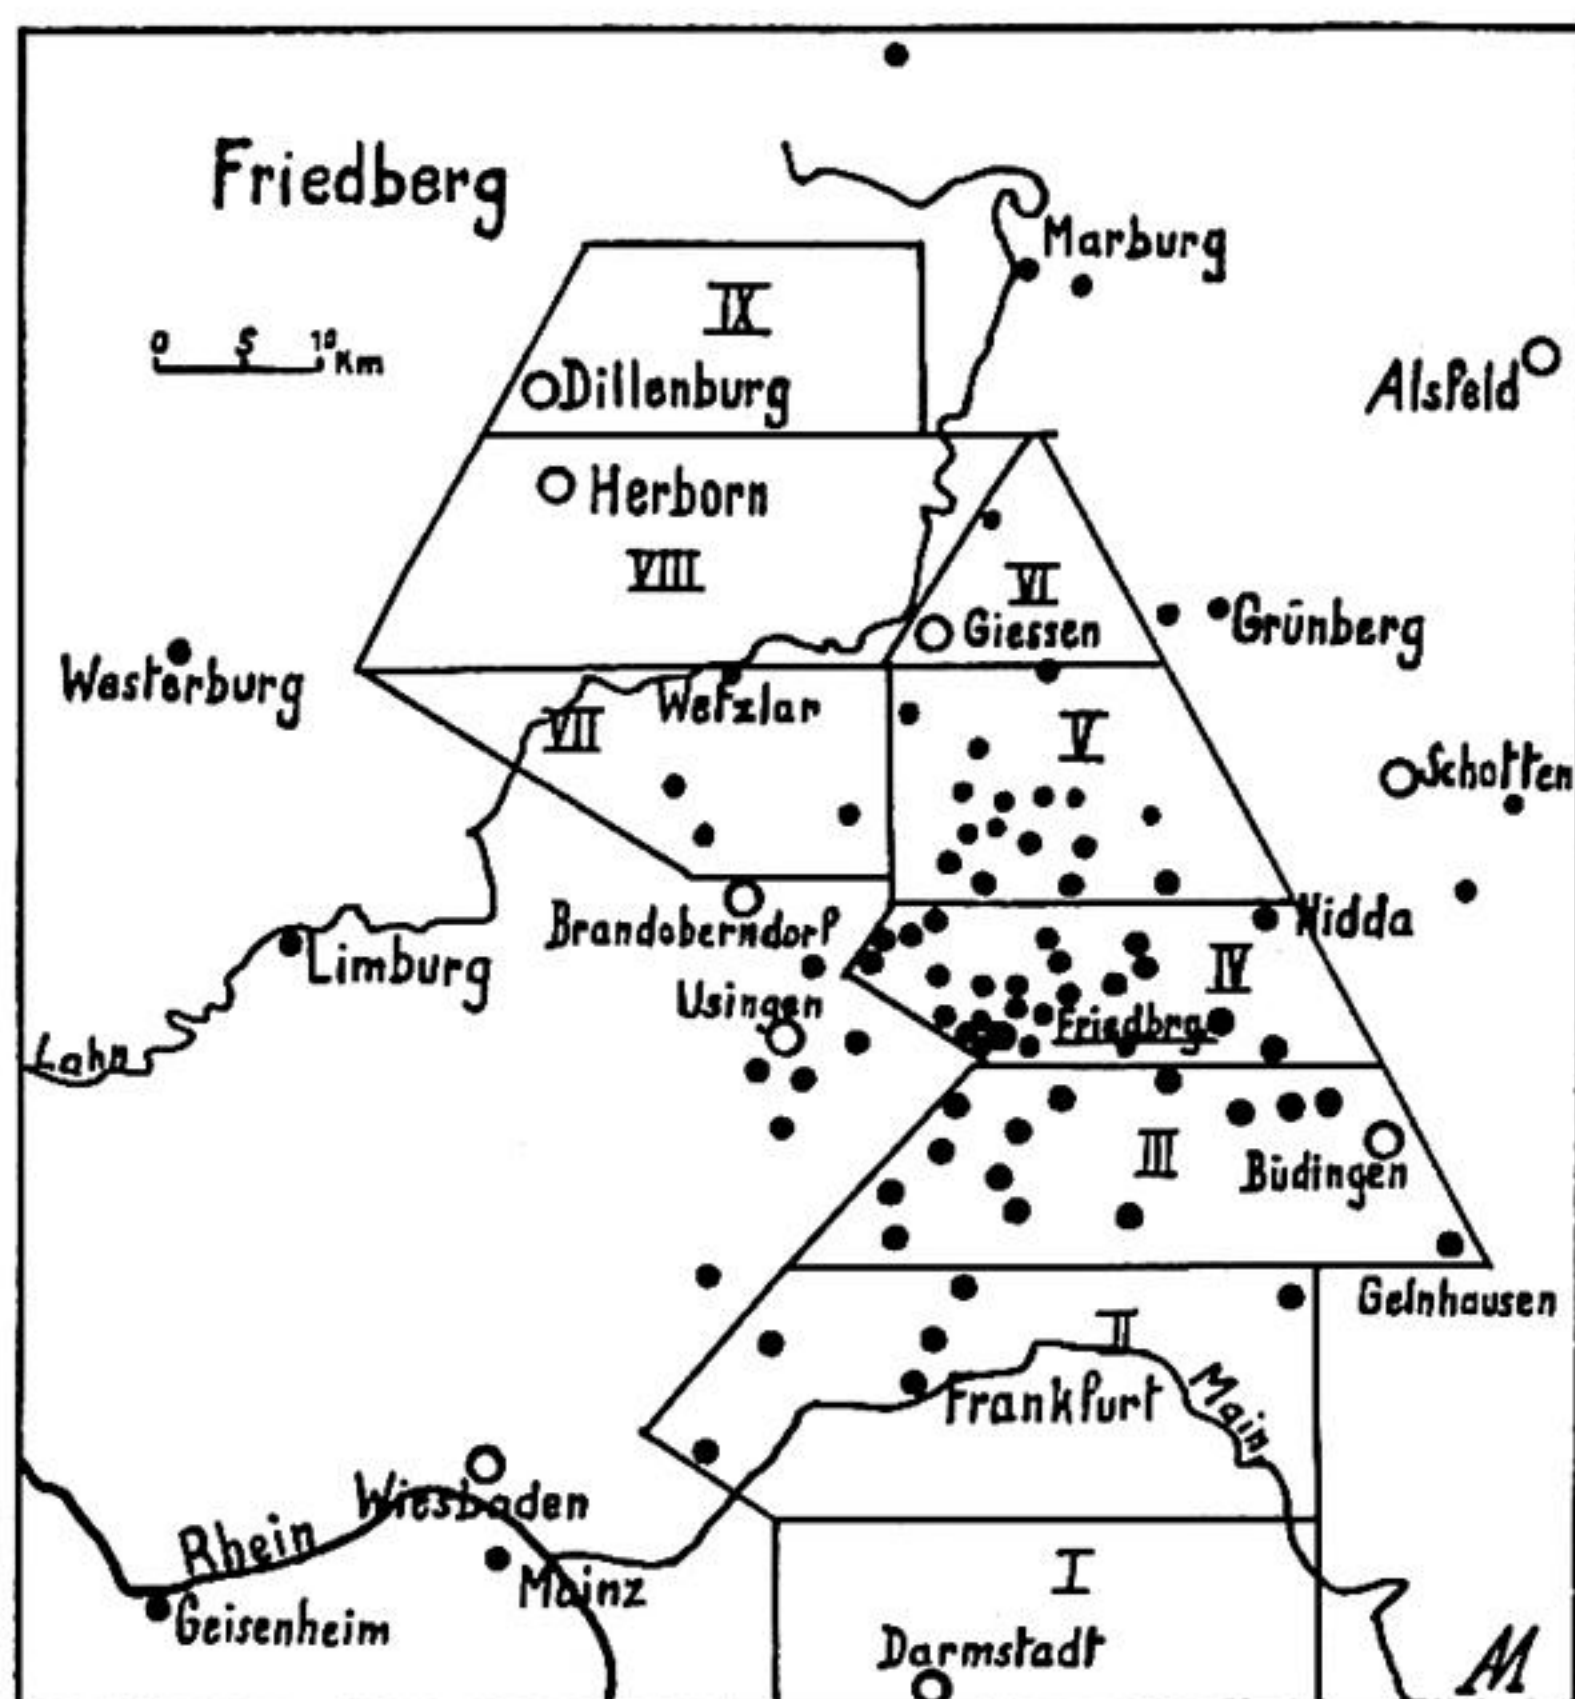 Friedberg
Marburg
IX
0 5 10 Km
Dillenburg
Alsfeld
Herborn
VIII
VI
Giessen
Grünberg
Westerburg
Wetzlar
VII
V
Schotten
Brandoberndorf
Nidda
Limburg
IV
Usingen
Friedbrg.
Lahn
III
Büdingen
Gelnhausen
II
Frankfurt
Main
Wiesbaden
Rhein
Mainz
I
Geisenheim
Darmstadt